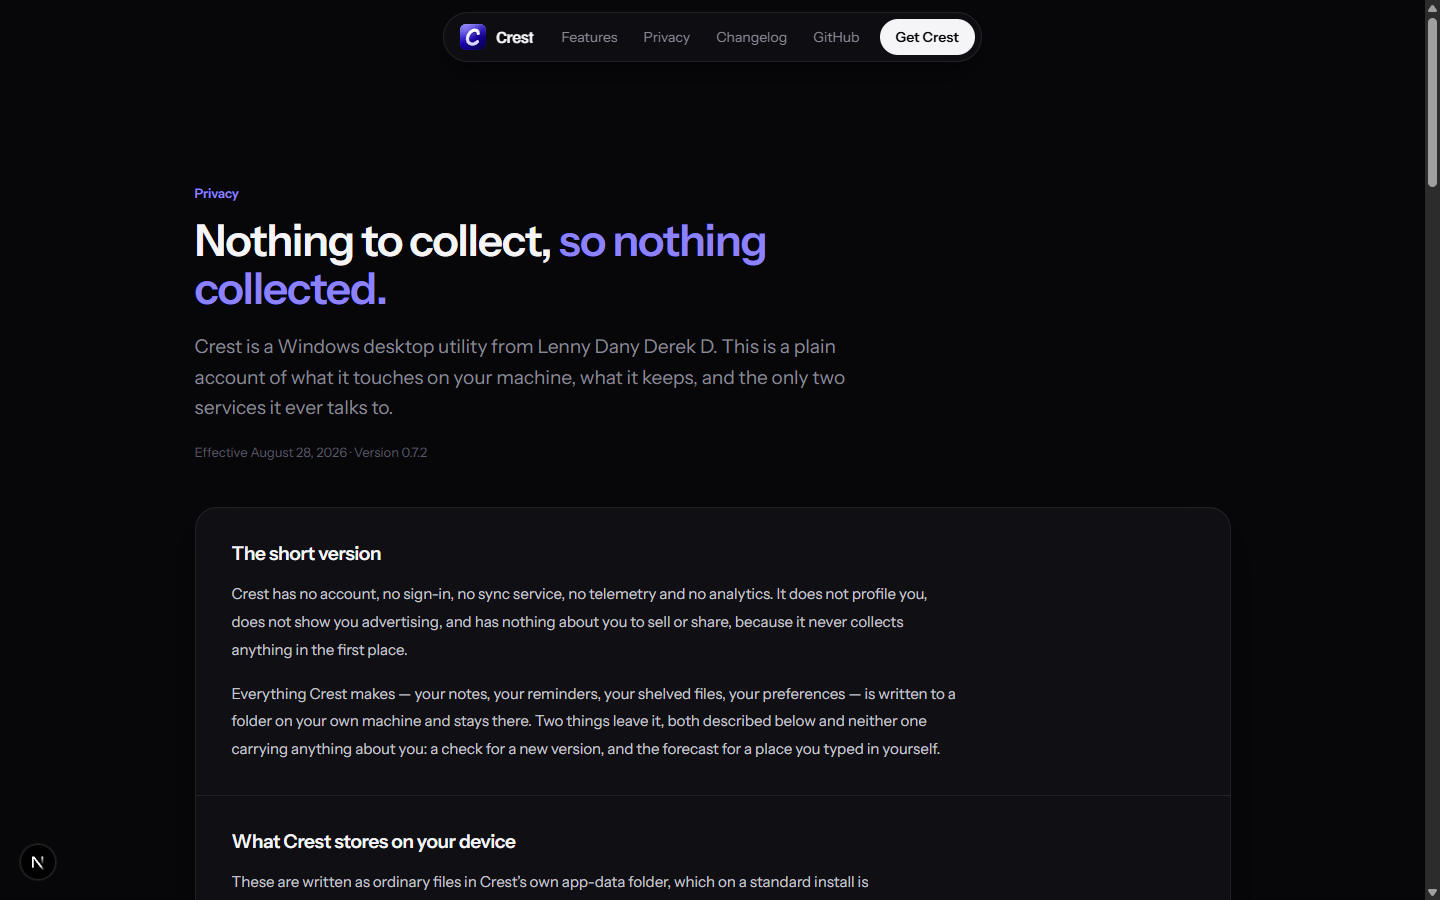 C Crest Features Privacy Changelog GitHub Get Crest
Privacy
Nothing to collect, so nothing
collected.
Crest is a Windows desktop utility from Lenny Dany Derek D. This is a plain
account of what it touches on your machine, what it keeps, and the only two
services it ever talks to.
Effective August 28, 2026 · Version 0.7.2
The short version
Crest has no account, no sign-in, no sync service, no telemetry and no analytics. It does not profile you,
does not show you advertising, and has nothing about you to sell or share, because it never collects
anything in the first place.
Everything Crest makes — your notes, your reminders, your shelved files, your preferences — is written to a
folder on your own machine and stays there. Two things leave it, both described below and neither one
carrying anything about you: a check for a new version, and the forecast for a place you typed in yourself.
What Crest stores on your device
These are written as ordinary files in Crest's own app-data folder, which on a standard install is
N